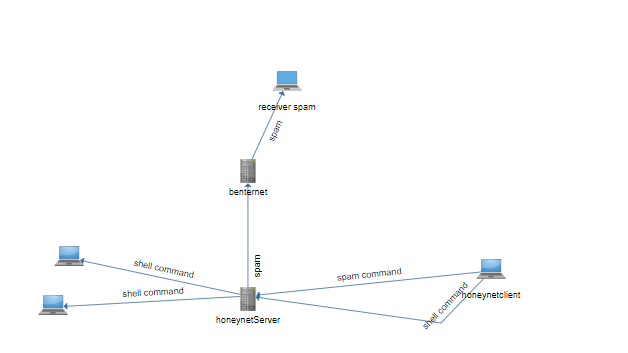 receiver spam
spam
benternet
spam
shell command
spam command
shell command
honeynetclient
shell command
honeynetServer